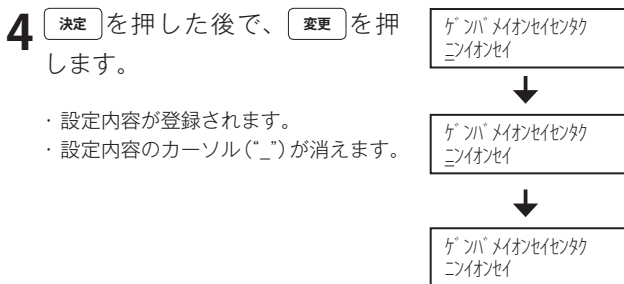 4 決定 を押した後で、 変更 を押
します。
・設定内容が登録されます。
・設定内容のカーソル(“_”)が消えます。
ｹﾞﾝﾊﾞﾒｲｵﾝｾｲｾﾝﾀｸ
ﾆﾝｲｵﾝｾｲ
ｹﾞﾝﾊﾞﾒｲｵﾝｾｲｾﾝﾀｸ
ﾆﾝｲｵﾝｾｲ
ｹﾞﾝﾊﾞﾒｲｵﾝｾｲｾﾝﾀｸ
ﾆﾝｲｵﾝｾｲ